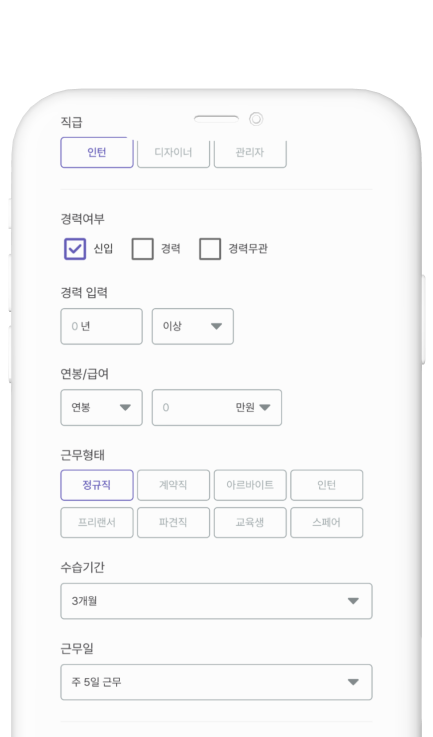 직급
인턴 디자이너 관리자
경력여부
신입 경력 경력무관
경력 입력
0 년 이상
연봉/급여
연봉 0 만원
근무형태
정규직 계약직 아르바이트 인턴
프리랜서 파견직 교육생 스페어
수습기간
3개월
근무일
주 5일 근무